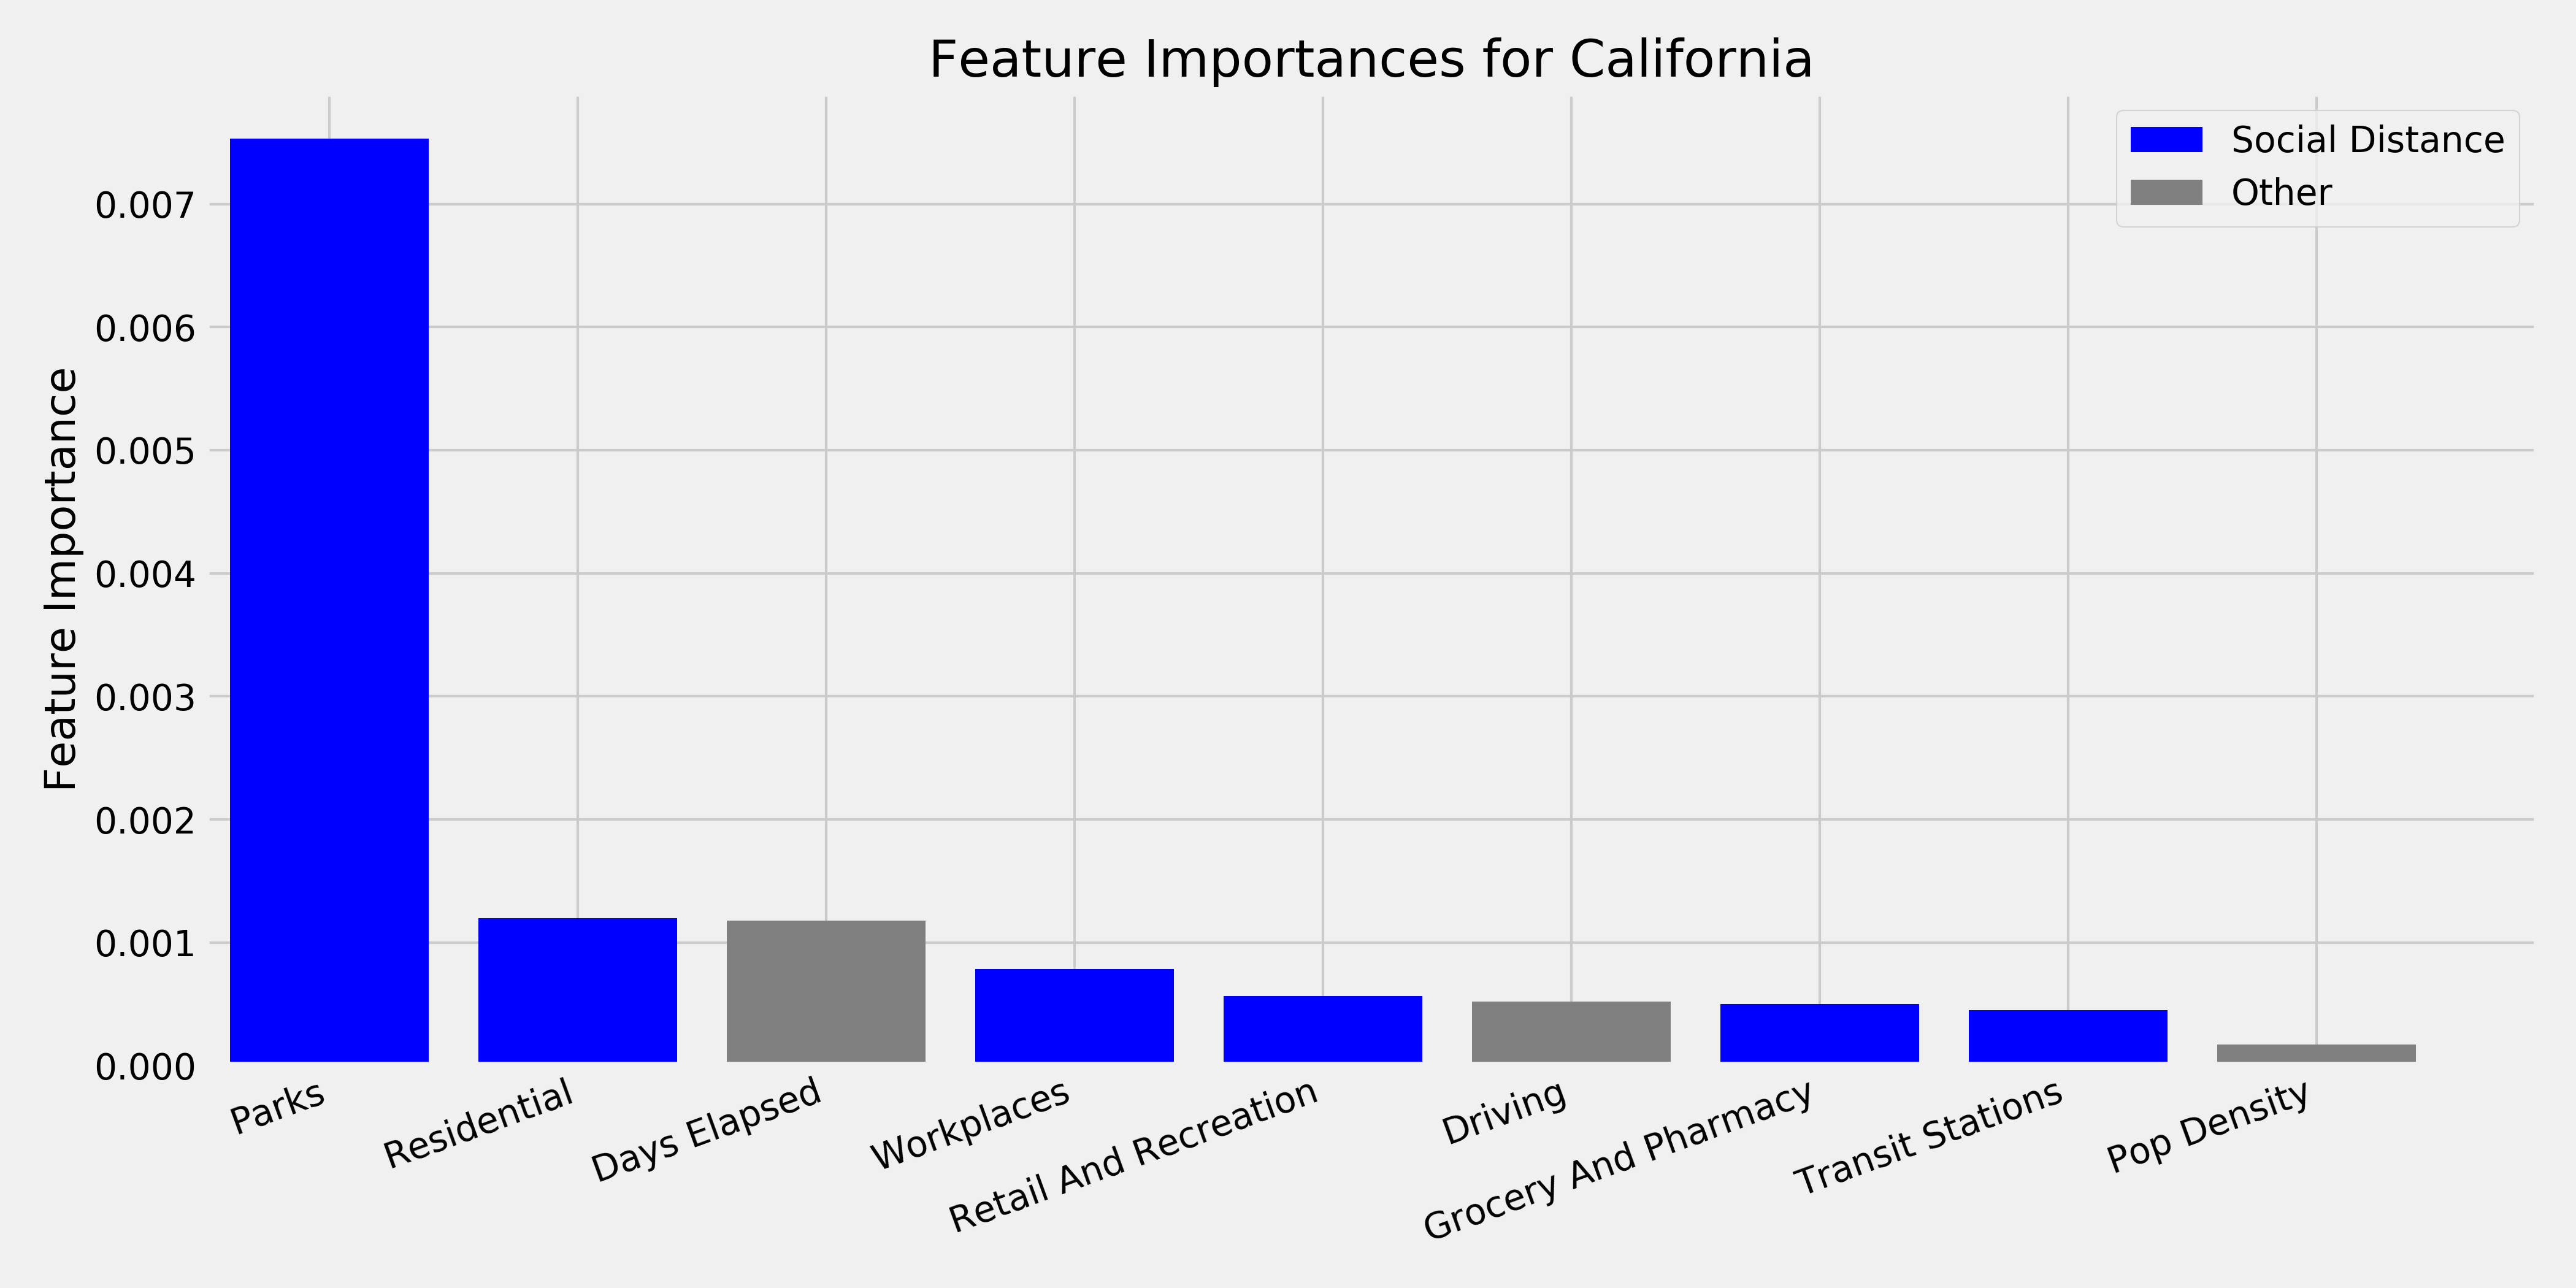 Feature Importances for California
Social Distance
Other
Feature Importance
0.007
0.006
0.005
0.004
0.003
0.002
0.001
0.000
Parks
Residential
Days Elapsed
Workplaces
Retail And Recreation
Driving
Grocery And Pharmacy
Transit Stations
Pop Density